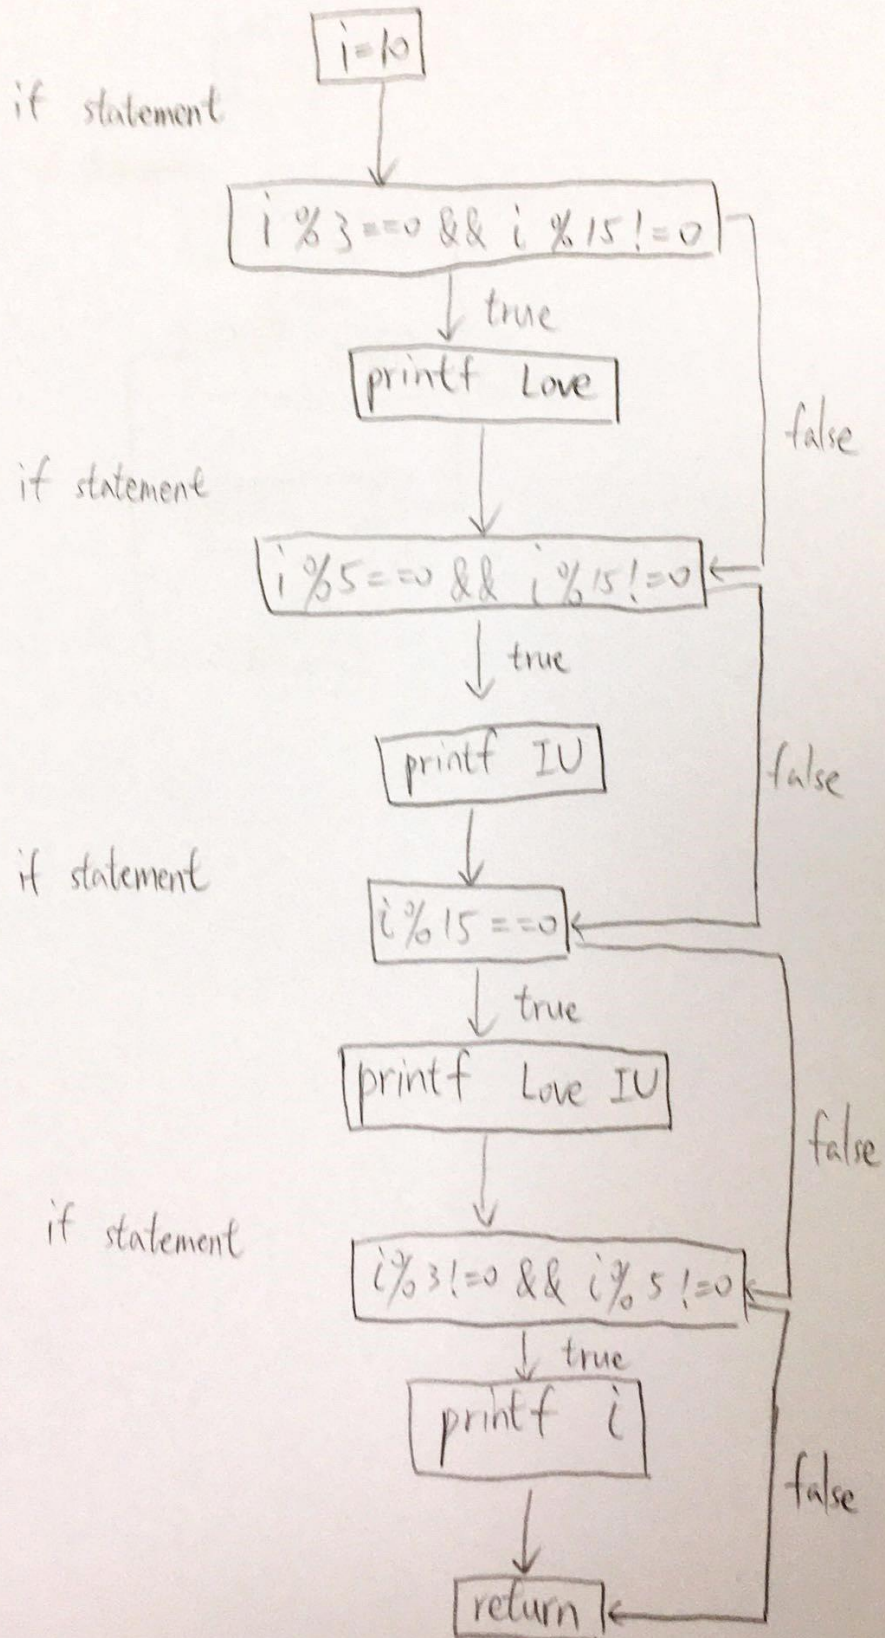 i=10
if statement
i%3==0 && i%15!=0
true
printf Love
false
if statement
i%5==0 && i%15!=0
true
printf IU
false
if statement
i%15==0
true
printf Love IU
false
if statement
i%3!=0 && i%5!=0
true
printf i
false
return